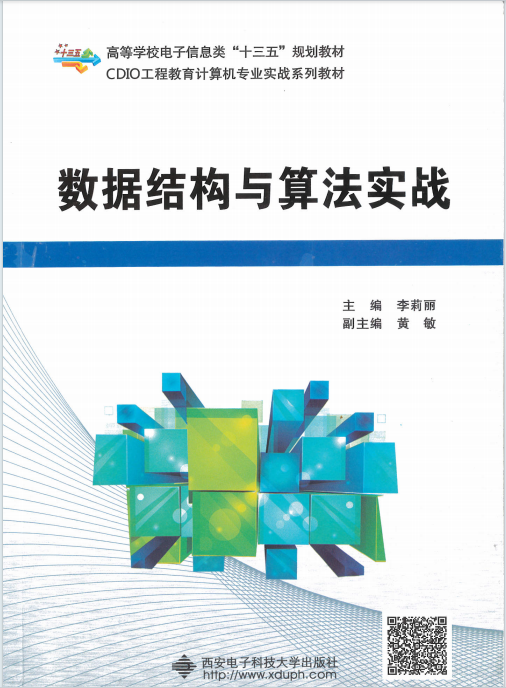 十三五
高等学校电子信息类“十三五”规划教材
CDIO工程教育计算机专业实战系列教材
数据结构与算法实战
主 编 李莉丽
副主编 黄 敏
西安电子科技大学出版社
http://www.xduph.com